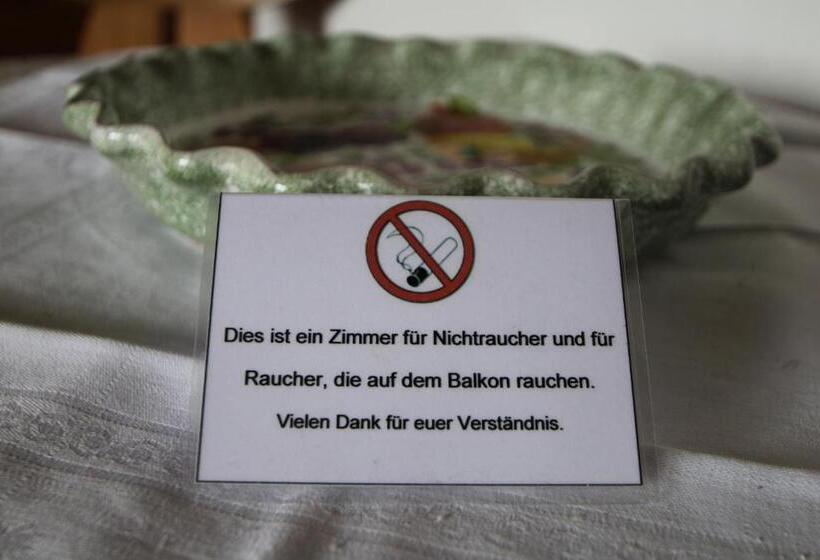 Dies ist ein Zimmer für Nichtraucher und für
Raucher, die auf dem Balkon rauchen.
Vielen Dank für euer Verständnis.